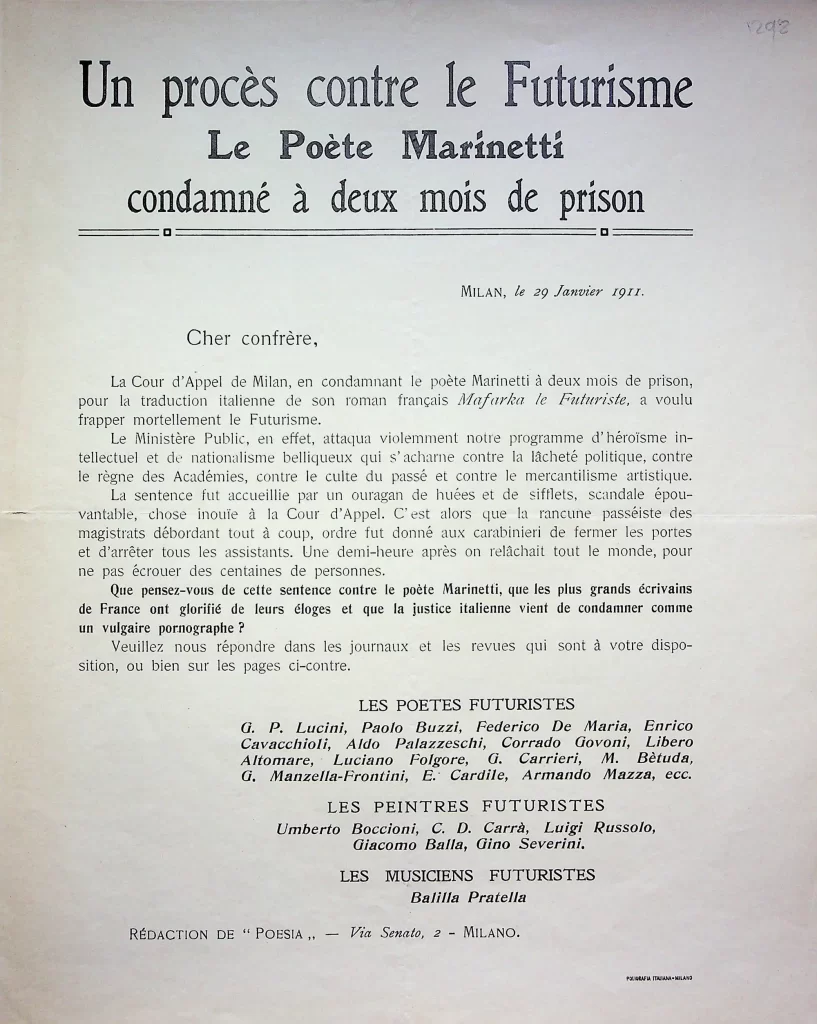 1298
Un procès contre le Futurisme
Le Poète Marinetti
condamné à deux mois de prison
MILAN, le 29 Janvier 1911.
Cher confrère,
La Cour d'Appel de Milan, en condamnant le poète Marinetti à deux mois de prison,
pour la traduction italienne de son roman français Mafarka le Futuriste, a voulu
frapper mortellement le Futurisme.
Le Ministère Public, en effet, attaqua violemment notre programme d'héroïsme in-
tellectuel et de nationalisme belliqueux qui s'acharne contre la lâcheté politique, contre
le règne des Académies, contre le culte du passé et contre le mercantilisme artistique.
La sentence fut accueillie par un ouragan de huées et de sifflets, scandale épou-
vantable, chose inouïe à la Cour d'Appel. C'est alors que la rancune passéiste des
magistrats débordant tout à coup, ordre fut donné aux carabinieri de fermer les portes
et d'arrêter tous les assistants. Une demi-heure après on relâchait tout le monde, pour
ne pas écrouer des centaines de personnes.
Que pensez-vous de cette sentence contre le poète Marinetti, que les plus grands écrivains
de France ont glorifié de leurs éloges et que la justice italienne vient de condamner comme
un vulgaire pornographe ?
Veuillez nous répondre dans les journaux et les revues qui sont à votre dispo-
sition, ou bien sur les pages ci-contre.
LES POETES FUTURISTES
G. P. Lucini, Paolo Buzzi, Federico De Maria, Enrico
Cavacchioli, Aldo Palazzeschi, Corrado Govoni, Libero
Altomare, Luciano Folgore, G. Carrieri, M. Bètuda,
G. Manzella-Frontini, E. Cardile, Armando Mazza, ecc.
LES PEINTRES FUTURISTES
Umberto Boccioni, C. D. Carrà, Luigi Russolo,
Giacomo Balla, Gino Severini.
LES MUSICIENS FUTURISTES
Balilla Pratella
RÉDACTION DE “ POESIA „ — Via Senato, 2 - MILANO.
POLIGRAFIA ITALIANA - MILANO